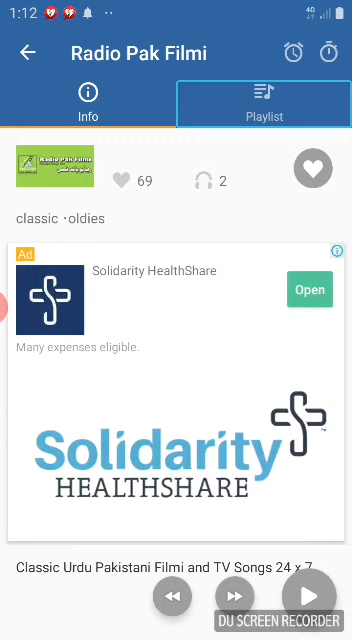 1:12
4G
Radio Pak Filmi
Info
Playlist
Radio Pak Filmi
69
2
classic · oldies
Ad
Solidarity HealthShare
Open
Many expenses eligible.
Solidarity
HEALTHSHARE
™
Classic Urdu Pakistani Filmi and TV Songs 24 x 7
DU SCREEN RECORDER